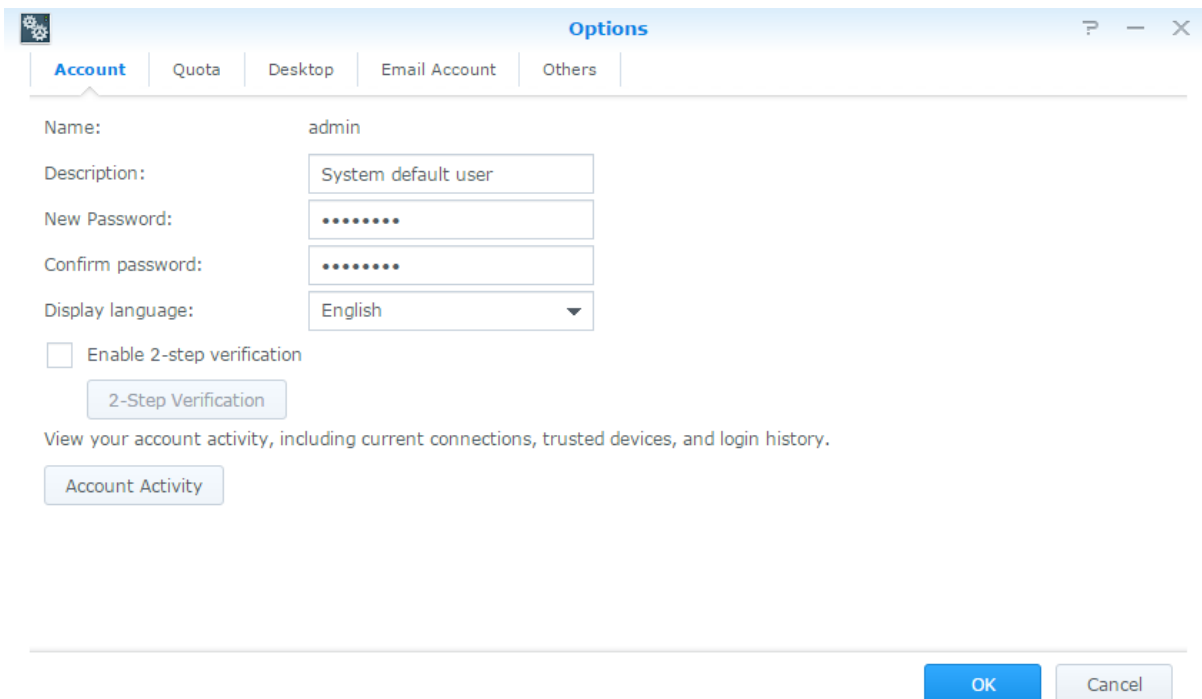 Options
Account Quota Desktop Email Account Others
Name: admin
Description: System default user
New Password: ••••••••
Confirm password: ••••••••
Display language: English
Enable 2-step verification
2-Step Verification
View your account activity, including current connections, trusted devices, and login history.
Account Activity
OK Cancel